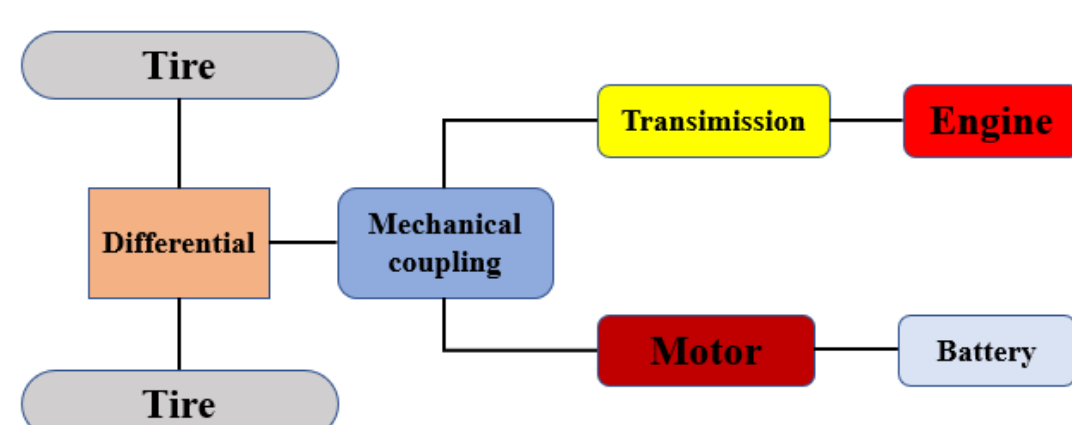 Tire
Transimission
Engine
Differential
Mechanical
coupling
Motor
Battery
Tire